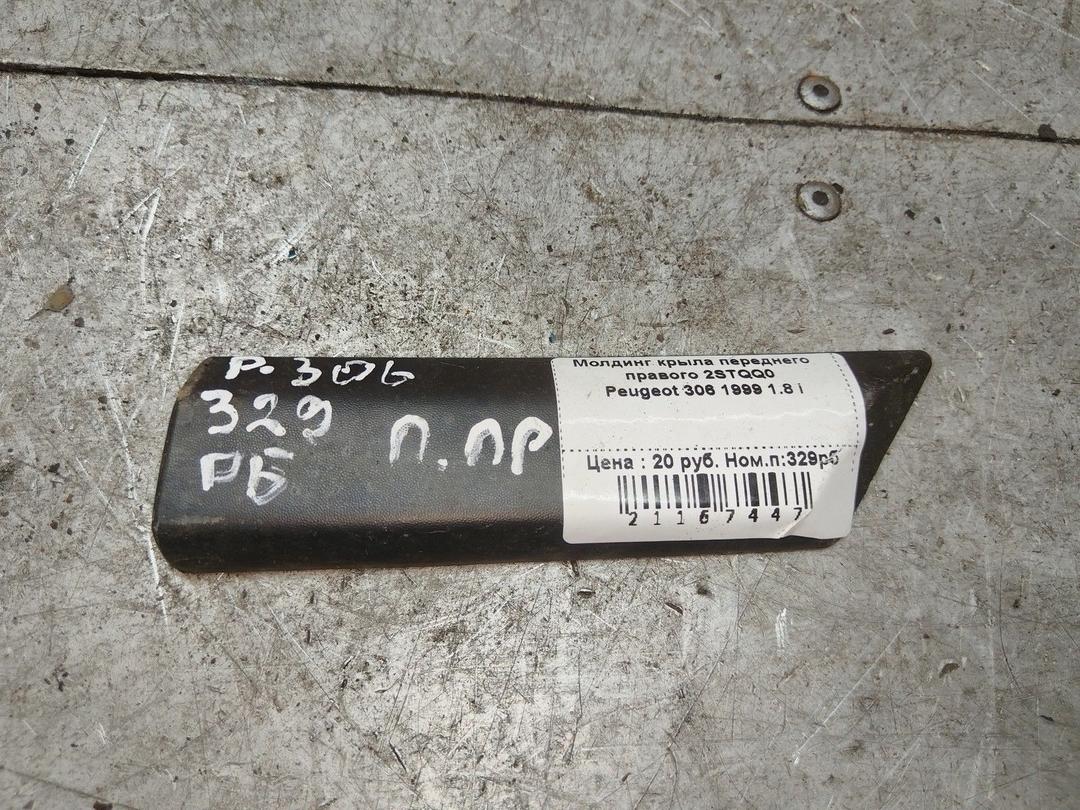 P. 306
329
РБ
П. ПР
Молдинг крыла переднего
правого 2STQQ0
Peugeot 306 1999 1.8 i
Цена : 20 руб. Ном.п:329рб
21167447